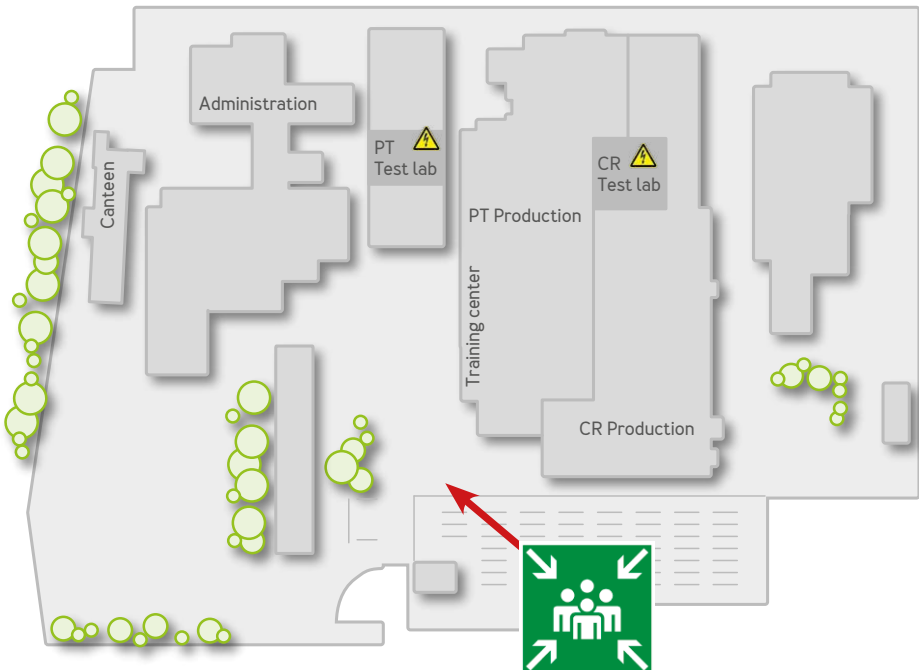 Administration
PT
Test lab
CR
Test lab
Canteen
PT Production
Training center
CR Production